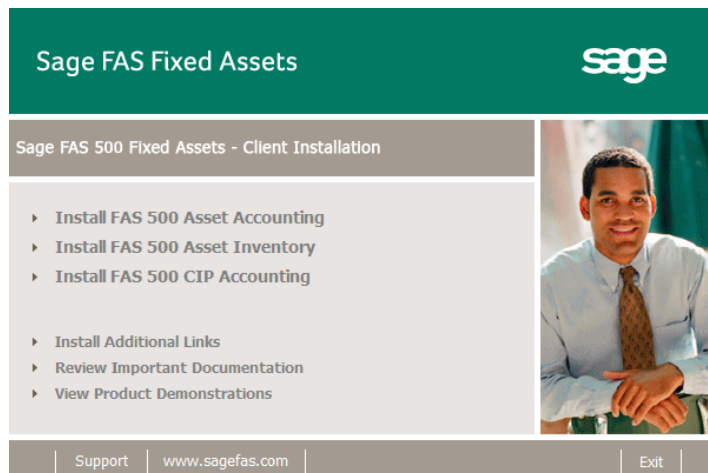 Sage FAS Fixed Assets
sage
Sage FAS 500 Fixed Assets - Client Installation
Install FAS 500 Asset Accounting
Install FAS 500 Asset Inventory
Install FAS 500 CIP Accounting
Install Additional Links
Review Important Documentation
View Product Demonstrations
Support www.sagefas.com Exit